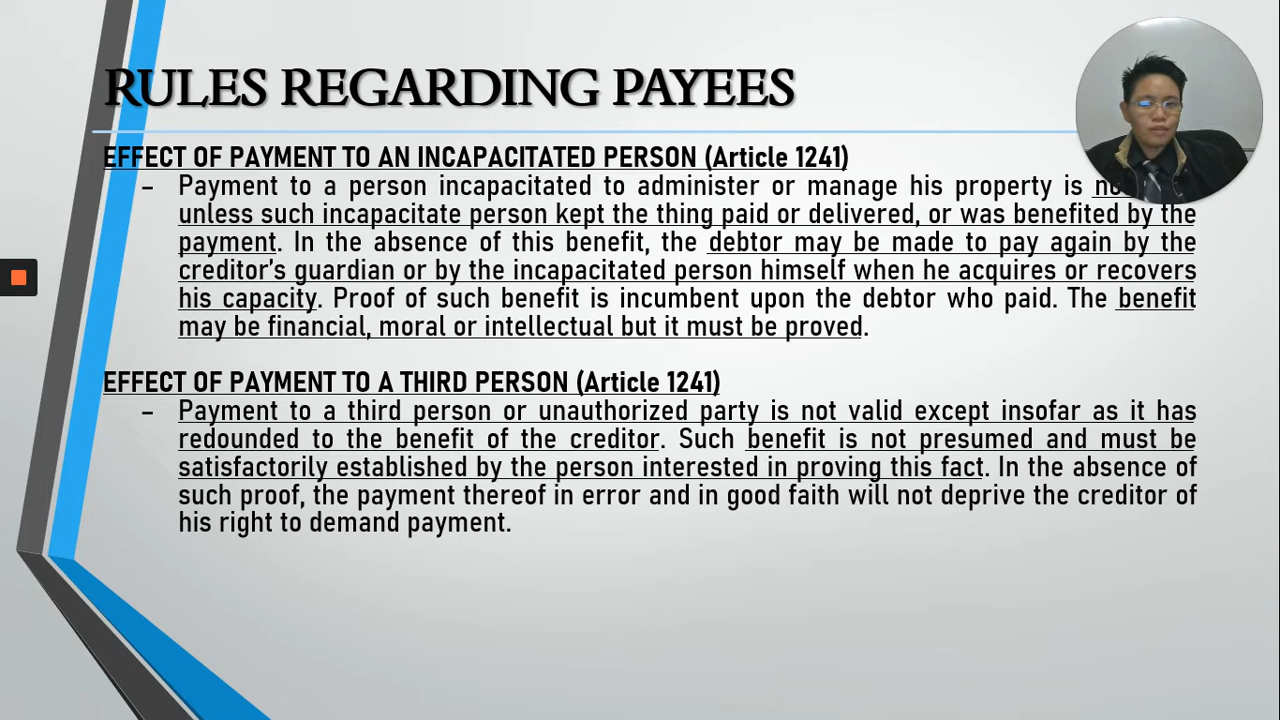 RULES REGARDING PAYEES
EFFECT OF PAYMENT TO AN INCAPACITATED PERSON (Article 1241)
– Payment to a person incapacitated to administer or manage his property is
unless such incapacitate person kept the thing paid or delivered, or was benefited by the
payment. In the absence of this benefit, the debtor may be made to pay again by the
creditor's guardian or by the incapacitated person himself when he acquires or recovers
his capacity. Proof of such benefit is incumbent upon the debtor who paid. The benefit
may be financial, moral or intellectual but it must be proved.
EFFECT OF PAYMENT TO A THIRD PERSON (Article 1241)
– Payment to a third person or unauthorized party is not valid except insofar as it has
redounded to the benefit of the creditor. Such benefit is not presumed and must be
satisfactorily established by the person interested in proving this fact. In the absence of
such proof, the payment thereof in error and in good faith will not deprive the creditor of
his right to demand payment.